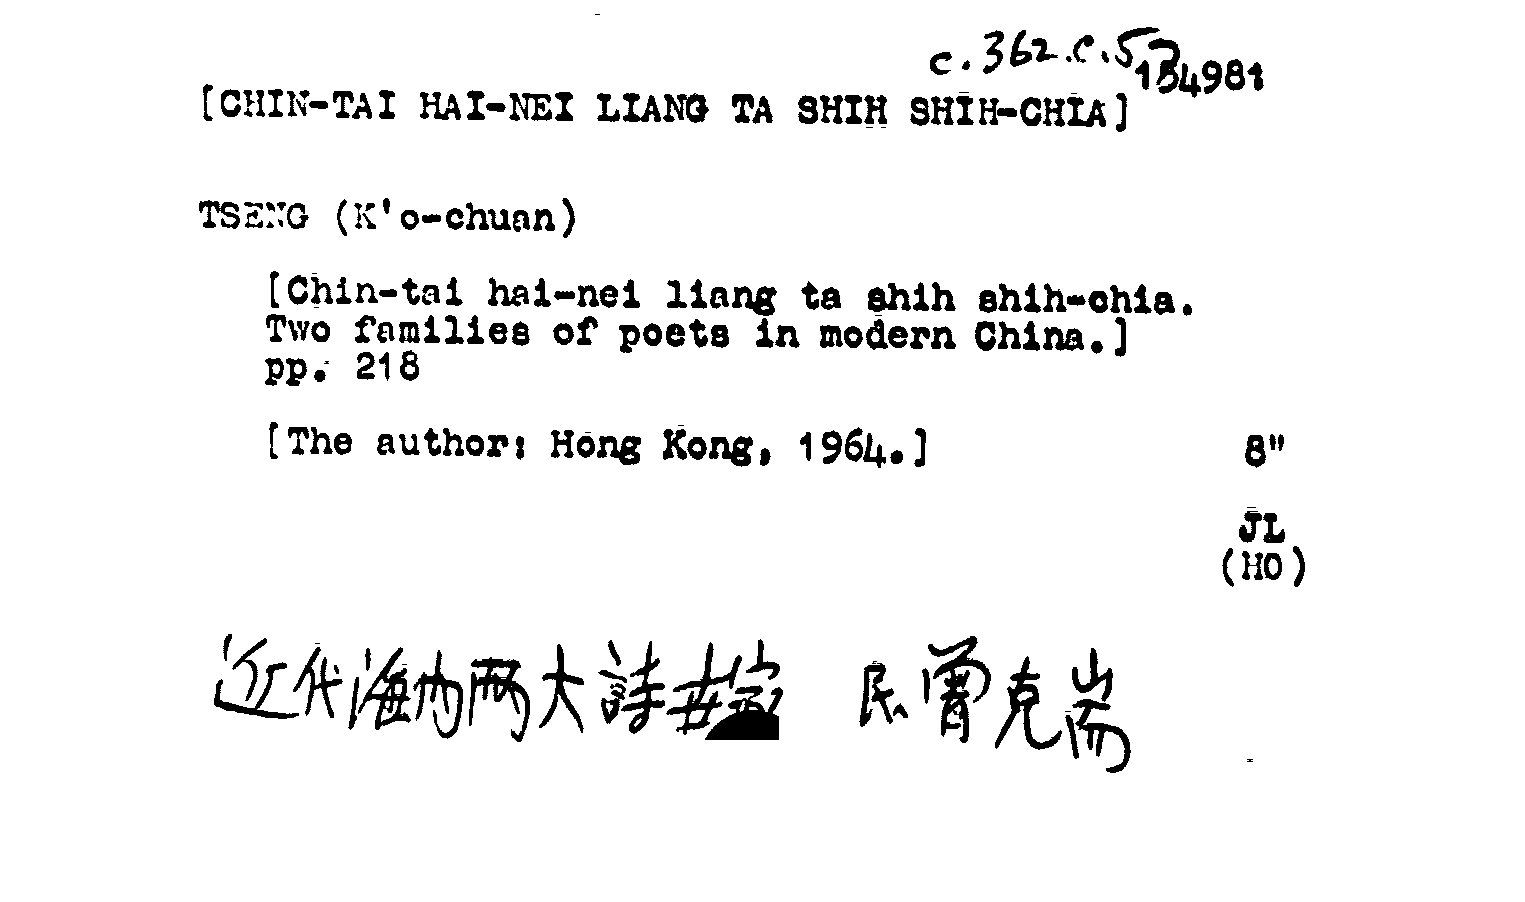 c.362.c.57
134981
[CHIN-TAI HAI-NEI LIANG TA SHIH SHIH-CHIA]
TSENG (K'o-chuan)
[Chin-tai hai-nei liang ta shih shih-chia.
Two families of poets in modern China.]
pp. 218
[The author: Hong Kong, 1964.] 8"
JL
(HO)
近代海內两大詩世家 民 曾克耑